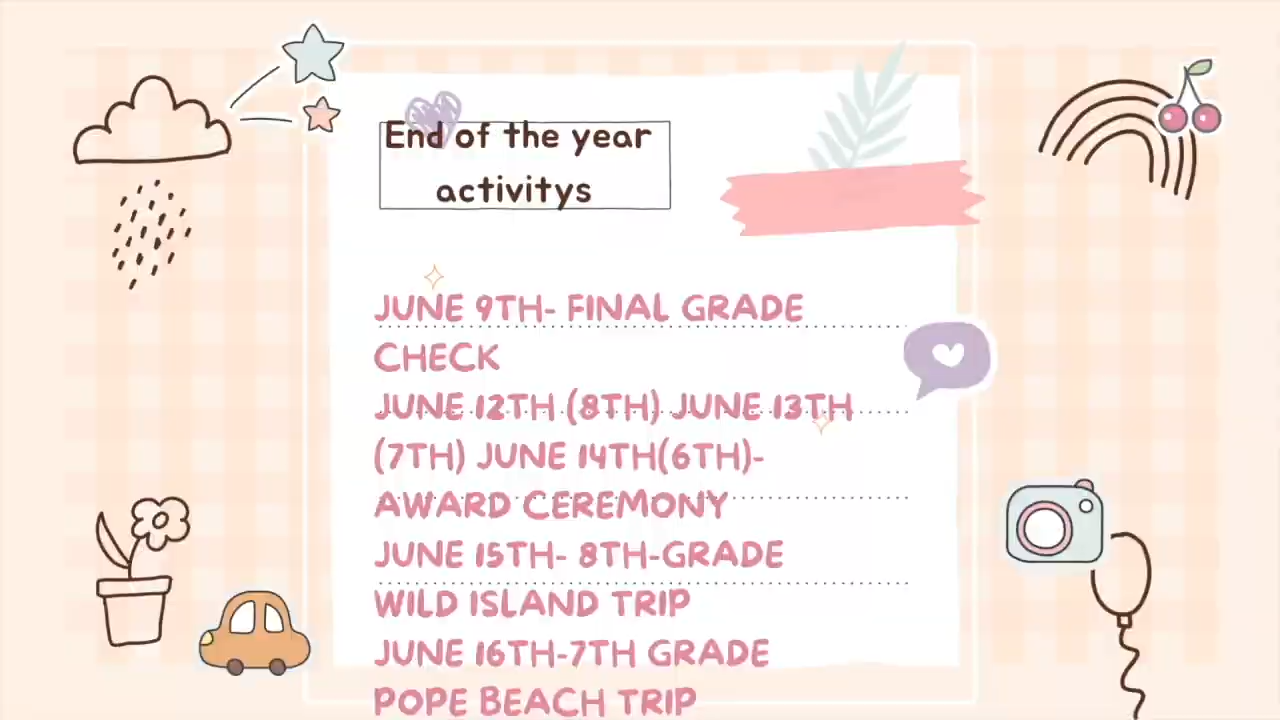 End of the year
activitys
JUNE 9TH- FINAL GRADE
CHECK
JUNE 12TH (8TH) JUNE 13TH
(7TH) JUNE 14TH(6TH)-
AWARD CEREMONY
JUNE 15TH- 8TH-GRADE
WILD ISLAND TRIP
JUNE 16TH-7TH GRADE
POPE BEACH TRIP